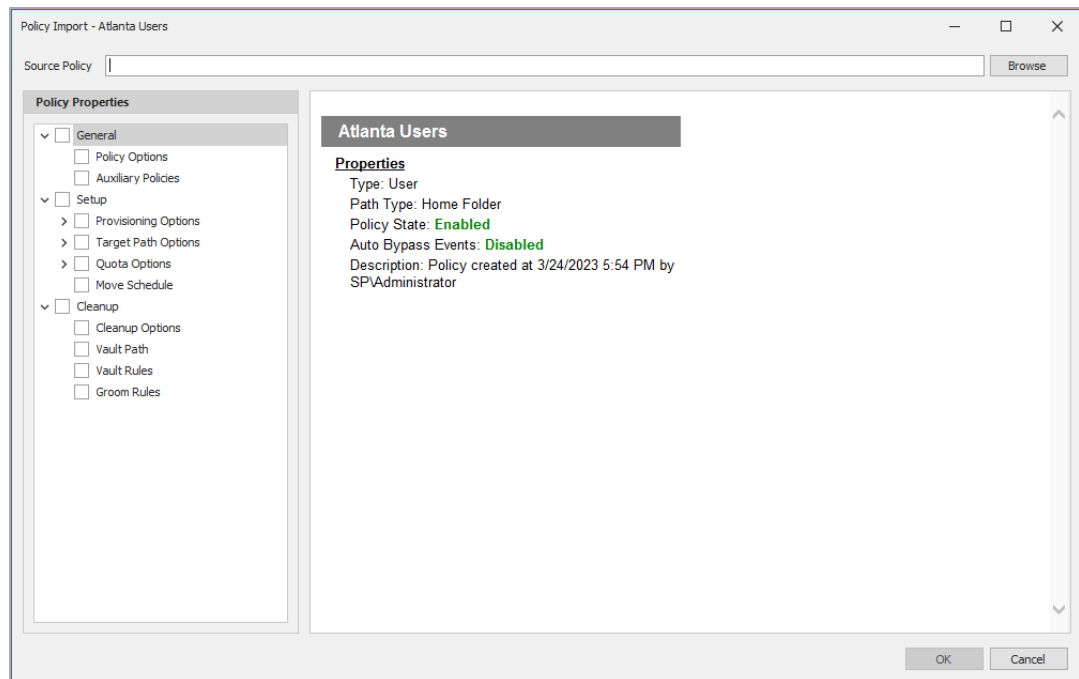 Policy Import - Atlanta Users
Source Policy
Browse
Policy Properties
General
Policy Options
Auxiliary Policies
Setup
Provisioning Options
Target Path Options
Quota Options
Move Schedule
Cleanup
Cleanup Options
Vault Path
Vault Rules
Groom Rules
Atlanta Users
Properties
Type: User
Path Type: Home Folder
Policy State: Enabled
Auto Bypass Events: Disabled
Description: Policy created at 3/24/2023 5:54 PM by
SP\Administrator
OK
Cancel